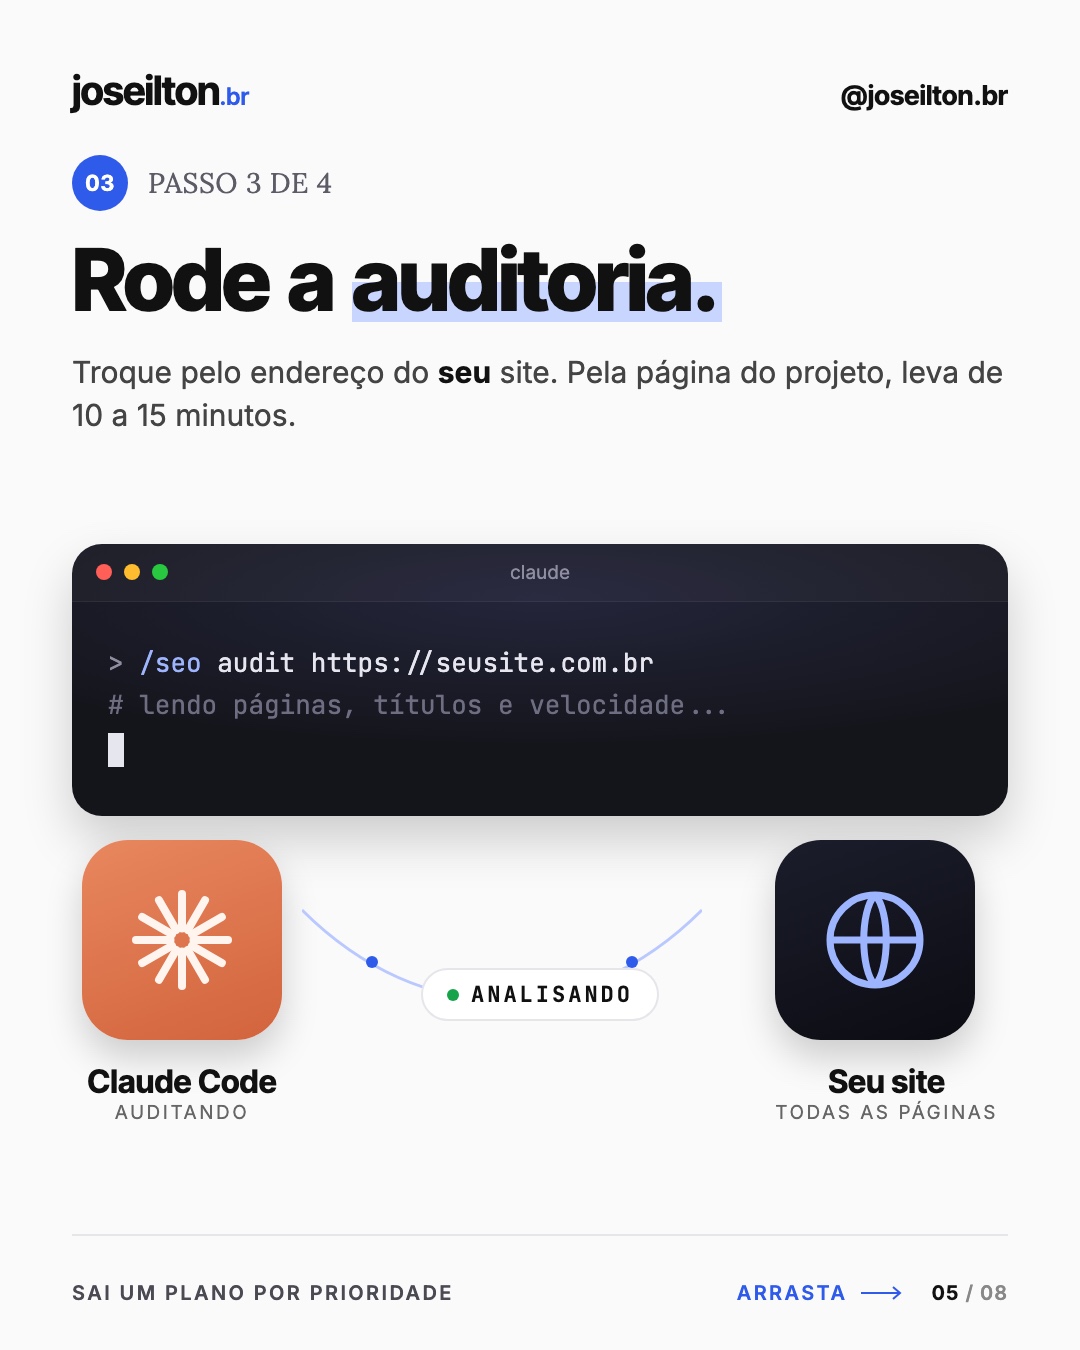 joseilton.br
@joseilton.br
03 PASSO 3 DE 4
Rode a auditoria.
Troque pelo endereço do seu site. Pela página do projeto, leva de
10 a 15 minutos.
claude
> /seo audit https://seusite.com.br
# lendo páginas, títulos e velocidade...
ANALISANDO
Claude Code
AUDITANDO
Seu site
TODAS AS PÁGINAS
SAI UM PLANO POR PRIORIDADE
ARRASTA → 05 / 08